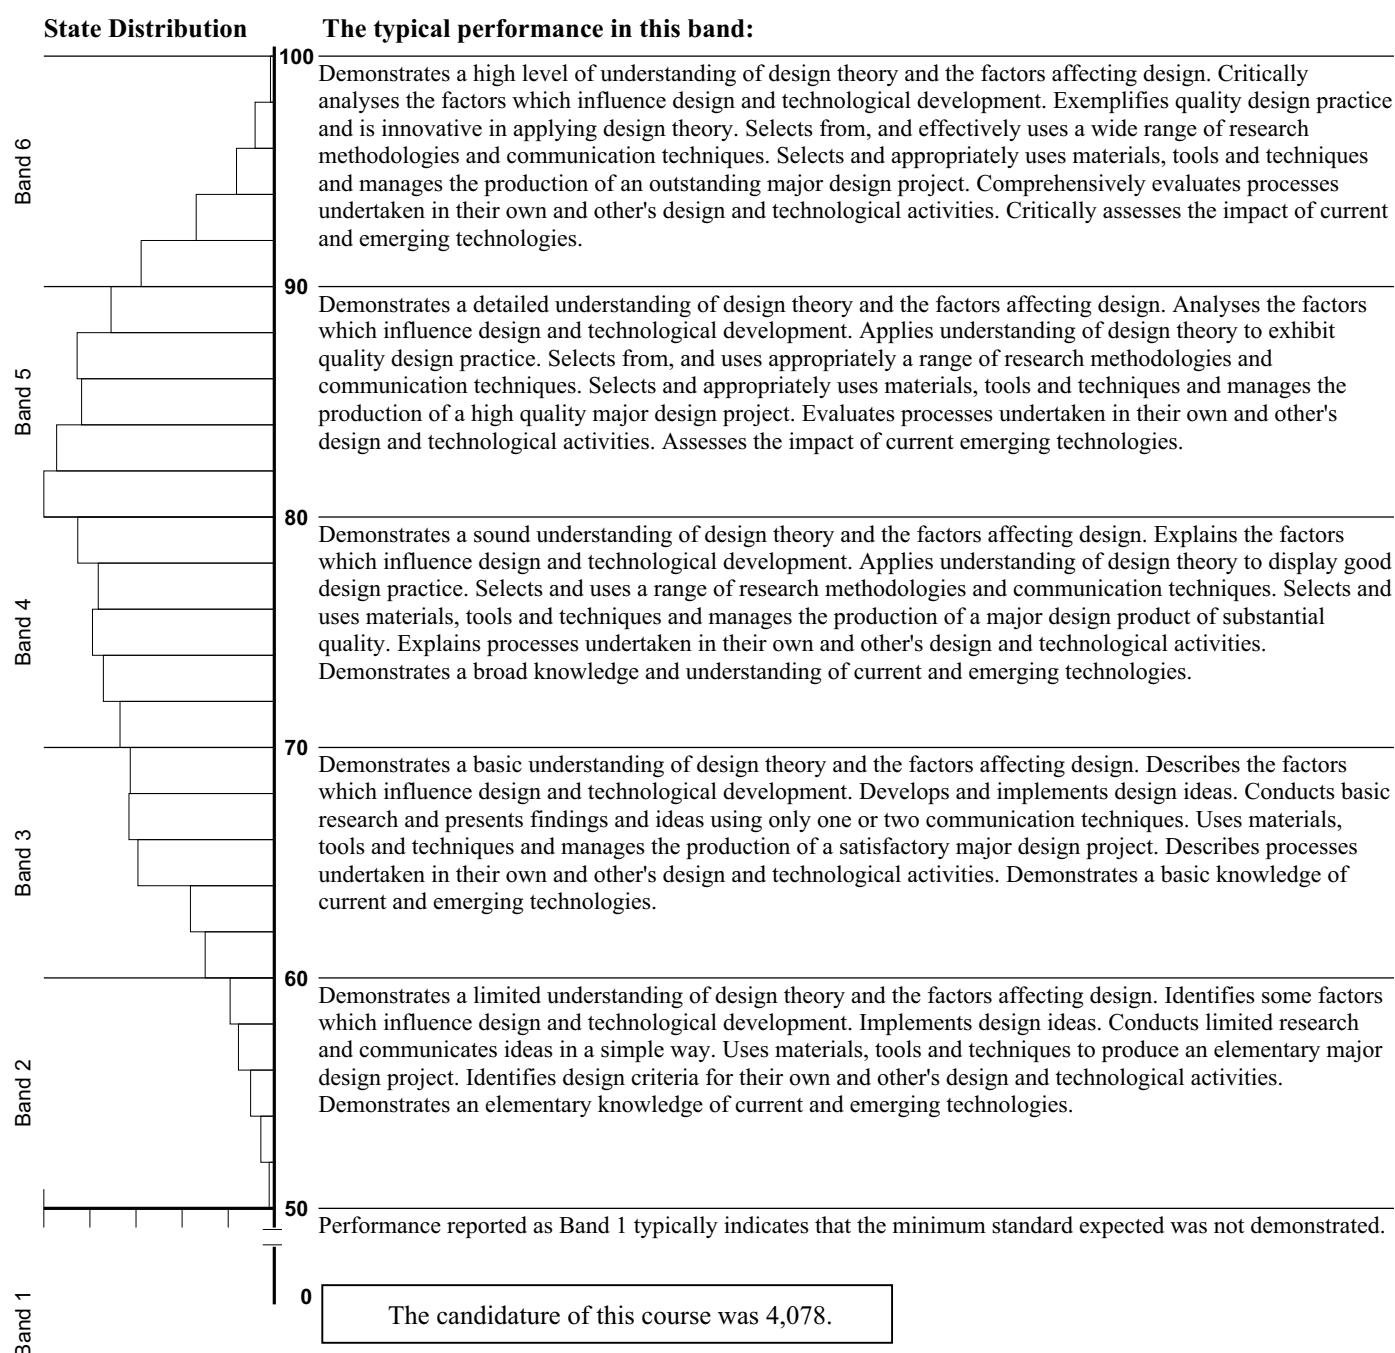 State Distribution
The typical performance in this band:
100
Demonstrates a high level of understanding of design theory and the factors affecting design. Critically
analyses the factors which influence design and technological development. Exemplifies quality design practice
and is innovative in applying design theory. Selects from, and effectively uses a wide range of research
methodologies and communication techniques. Selects and appropriately uses materials, tools and techniques
and manages the production of an outstanding major design project. Comprehensively evaluates processes
undertaken in their own and other's design and technological activities. Critically assesses the impact of current
and emerging technologies.
Band 6
90
Demonstrates a detailed understanding of design theory and the factors affecting design. Analyses the factors
which influence design and technological development. Applies understanding of design theory to exhibit
quality design practice. Selects from, and uses appropriately a range of research methodologies and
communication techniques. Selects and appropriately uses materials, tools and techniques and manages the
production of a high quality major design project. Evaluates processes undertaken in their own and other's
design and technological activities. Assesses the impact of current emerging technologies.
Band 5
80
Demonstrates a sound understanding of design theory and the factors affecting design. Explains the factors
which influence design and technological development. Applies understanding of design theory to display good
design practice. Selects and uses a range of research methodologies and communication techniques. Selects and
uses materials, tools and techniques and manages the production of a major design product of substantial
quality. Explains processes undertaken in their own and other's design and technological activities.
Demonstrates a broad knowledge and understanding of current and emerging technologies.
Band 4
70
Demonstrates a basic understanding of design theory and the factors affecting design. Describes the factors
which influence design and technological development. Develops and implements design ideas. Conducts basic
research and presents findings and ideas using only one or two communication techniques. Uses materials,
tools and techniques and manages the production of a satisfactory major design project. Describes processes
undertaken in their own and other's design and technological activities. Demonstrates a basic knowledge of
current and emerging technologies.
Band 3
60
Demonstrates a limited understanding of design theory and the factors affecting design. Identifies some factors
which influence design and technological development. Implements design ideas. Conducts limited research
and communicates ideas in a simple way. Uses materials, tools and techniques to produce an elementary major
design project. Identifies design criteria for their own and other's design and technological activities.
Demonstrates an elementary knowledge of current and emerging technologies.
Band 2
50
Performance reported as Band 1 typically indicates that the minimum standard expected was not demonstrated.
0
The candidature of this course was 4,078.
Band 1